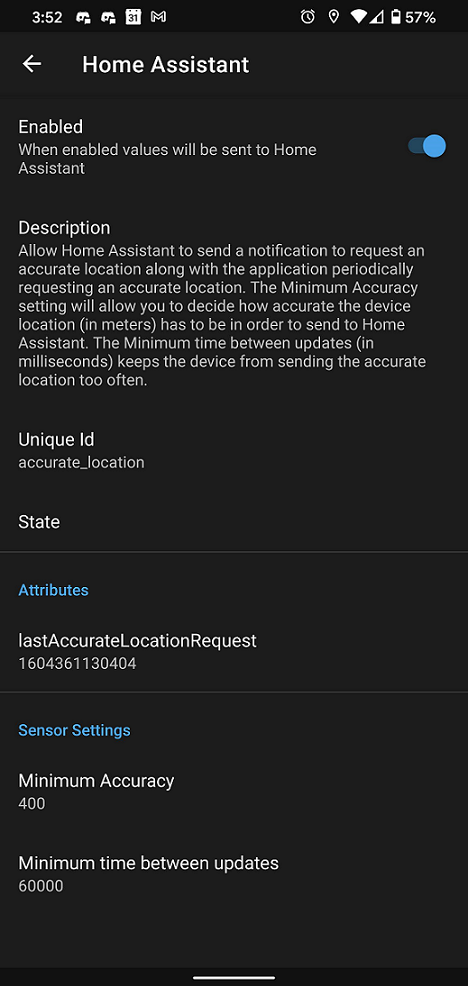 3:52 31 57%
Home Assistant
Enabled
When enabled values will be sent to Home
Assistant
Description
Allow Home Assistant to send a notification to request an
accurate location along with the application periodically
requesting an accurate location. The Minimum Accuracy
setting will allow you to decide how accurate the device
location (in meters) has to be in order to send to Home
Assistant. The Minimum time between updates (in
milliseconds) keeps the device from sending the accurate
location too often.
Unique Id
accurate_location
State
Attributes
lastAccurateLocationRequest
1604361130404
Sensor Settings
Minimum Accuracy
400
Minimum time between updates
60000